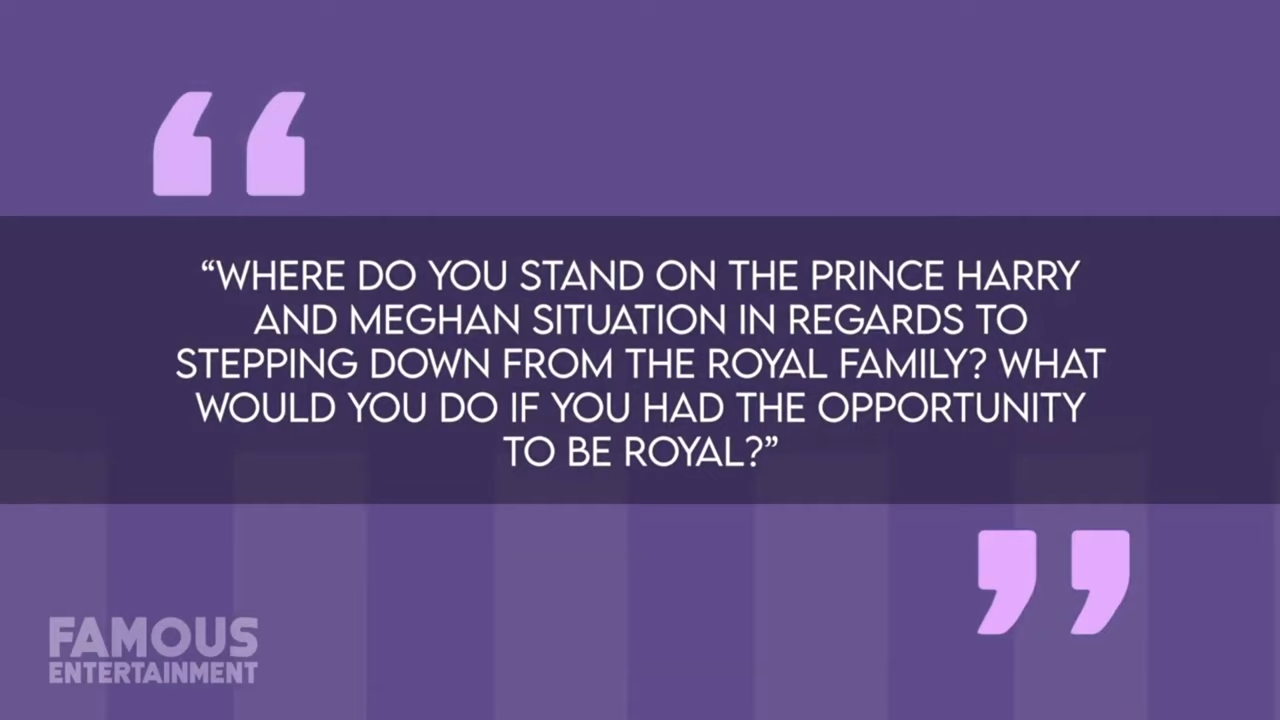 “WHERE DO YOU STAND ON THE PRINCE HARRY
AND MEGHAN SITUATION IN REGARDS TO
STEPPING DOWN FROM THE ROYAL FAMILY? WHAT
WOULD YOU DO IF YOU HAD THE OPPORTUNITY
TO BE ROYAL?”
FAMOUS
ENTERTAINMENT